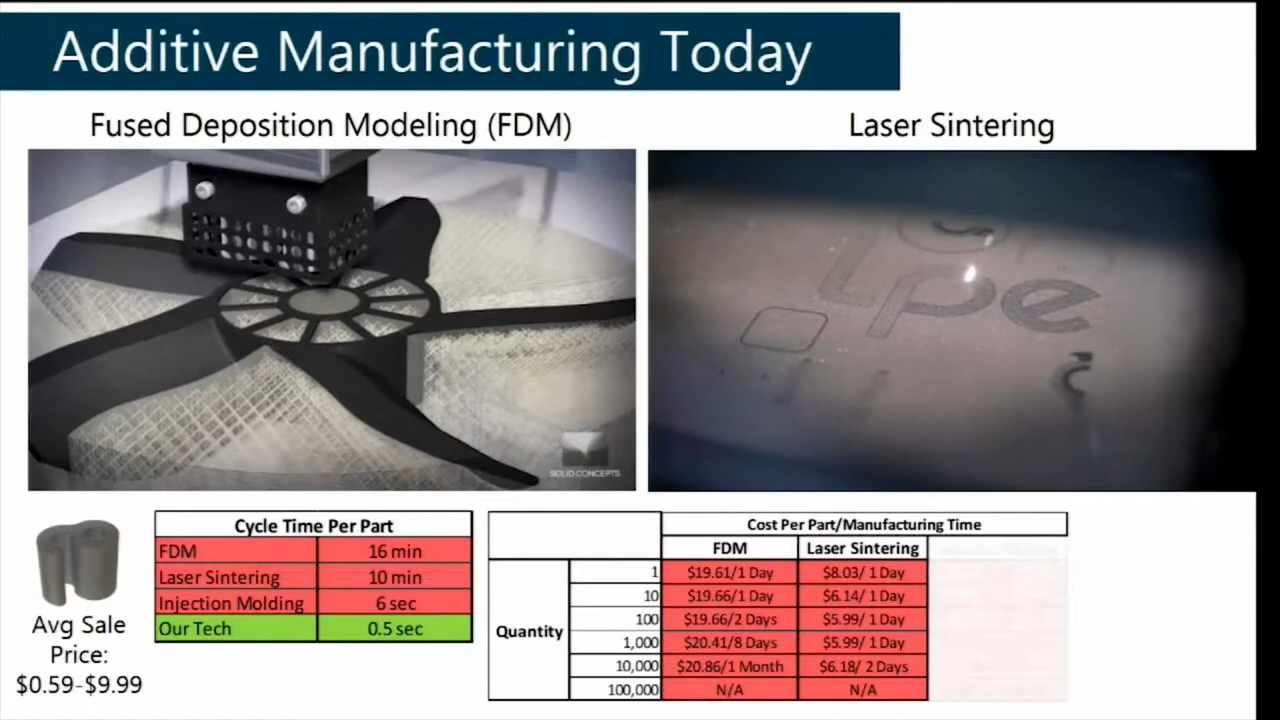 Additive Manufacturing Today
Fused Deposition Modeling (FDM)
Laser Sintering
lpe
SOLID CONCEPTS
Avg Sale
Price:
$0.59-$9.99
Cycle Time Per Part
FDM 16 min
Laser Sintering 10 min
Injection Molding 6 sec
Our Tech 0.5 sec
Cost Per Part/Manufacturing Time
FDM Laser Sintering
Quantity
1 $19.61/1 Day $8.03/ 1 Day
10 $19.66/1 Day $6.14/ 1 Day
100 $19.66/2 Days $5.99/ 1 Day
1,000 $20.41/8 Days $5.99/ 1 Day
10,000 $20.86/1 Month $6.18/ 2 Days
100,000 N/A N/A